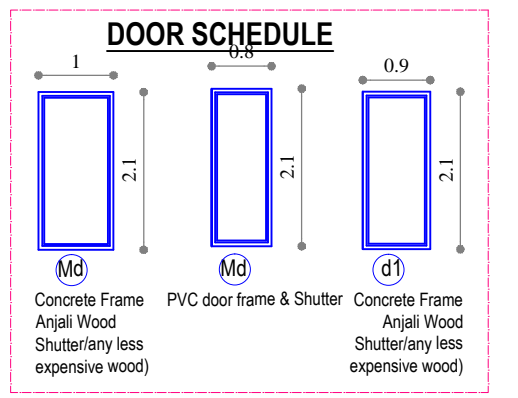 DOOR SCHEDULE
1
0.8
0.9
2.1
2.1
2.1
Md
Md
d1
Concrete Frame
Anjali Wood
Shutter/any less
expensive wood)
PVC door frame & Shutter
Concrete Frame
Anjali Wood
Shutter/any less
expensive wood)